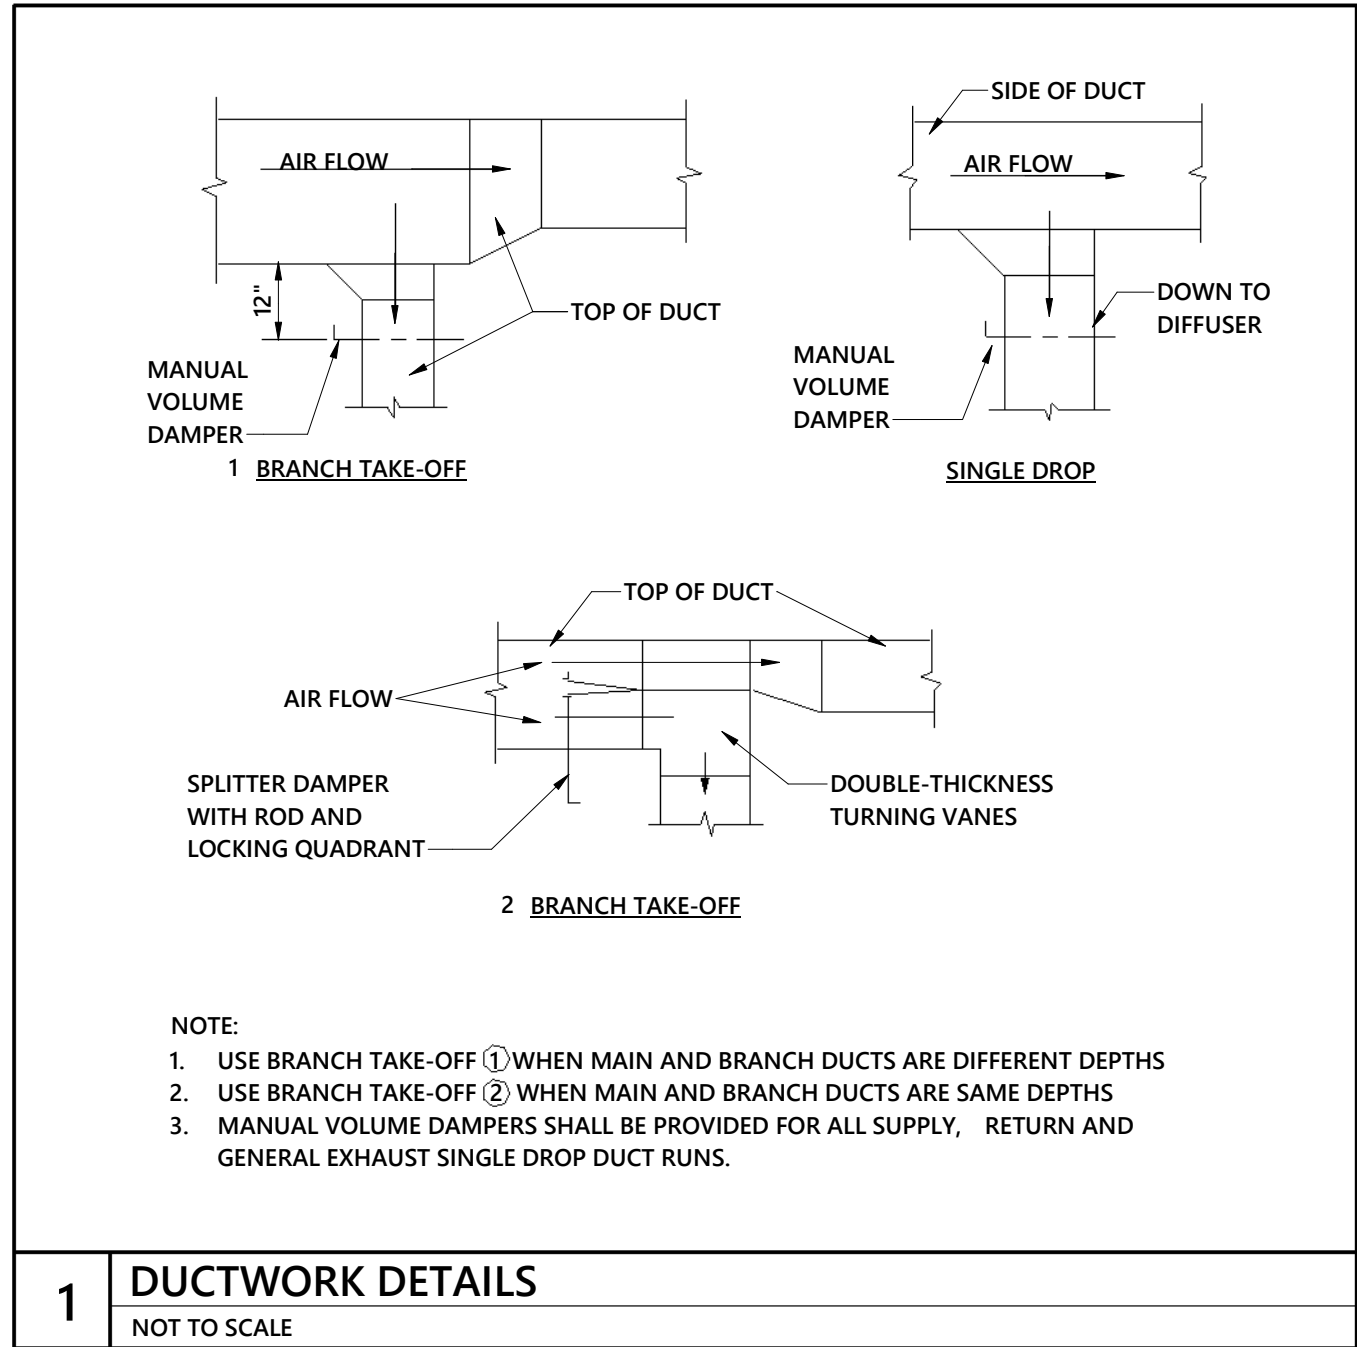 SIDE OF DUCT
AIR FLOW
AIR FLOW
12"
TOP OF DUCT
DOWN TO
DIFFUSER
MANUAL
VOLUME
DAMPER
MANUAL
VOLUME
DAMPER
1 BRANCH TAKE-OFF
SINGLE DROP
TOP OF DUCT
AIR FLOW
SPLITTER DAMPER
WITH ROD AND
LOCKING QUADRANT
DOUBLE-THICKNESS
TURNING VANES
2 BRANCH TAKE-OFF
NOTE:
1. USE BRANCH TAKE-OFF 1 WHEN MAIN AND BRANCH DUCTS ARE DIFFERENT DEPTHS
2. USE BRANCH TAKE-OFF 2 WHEN MAIN AND BRANCH DUCTS ARE SAME DEPTHS
3. MANUAL VOLUME DAMPERS SHALL BE PROVIDED FOR ALL SUPPLY, RETURN AND
GENERAL EXHAUST SINGLE DROP DUCT RUNS.
1 DUCTWORK DETAILS
NOT TO SCALE